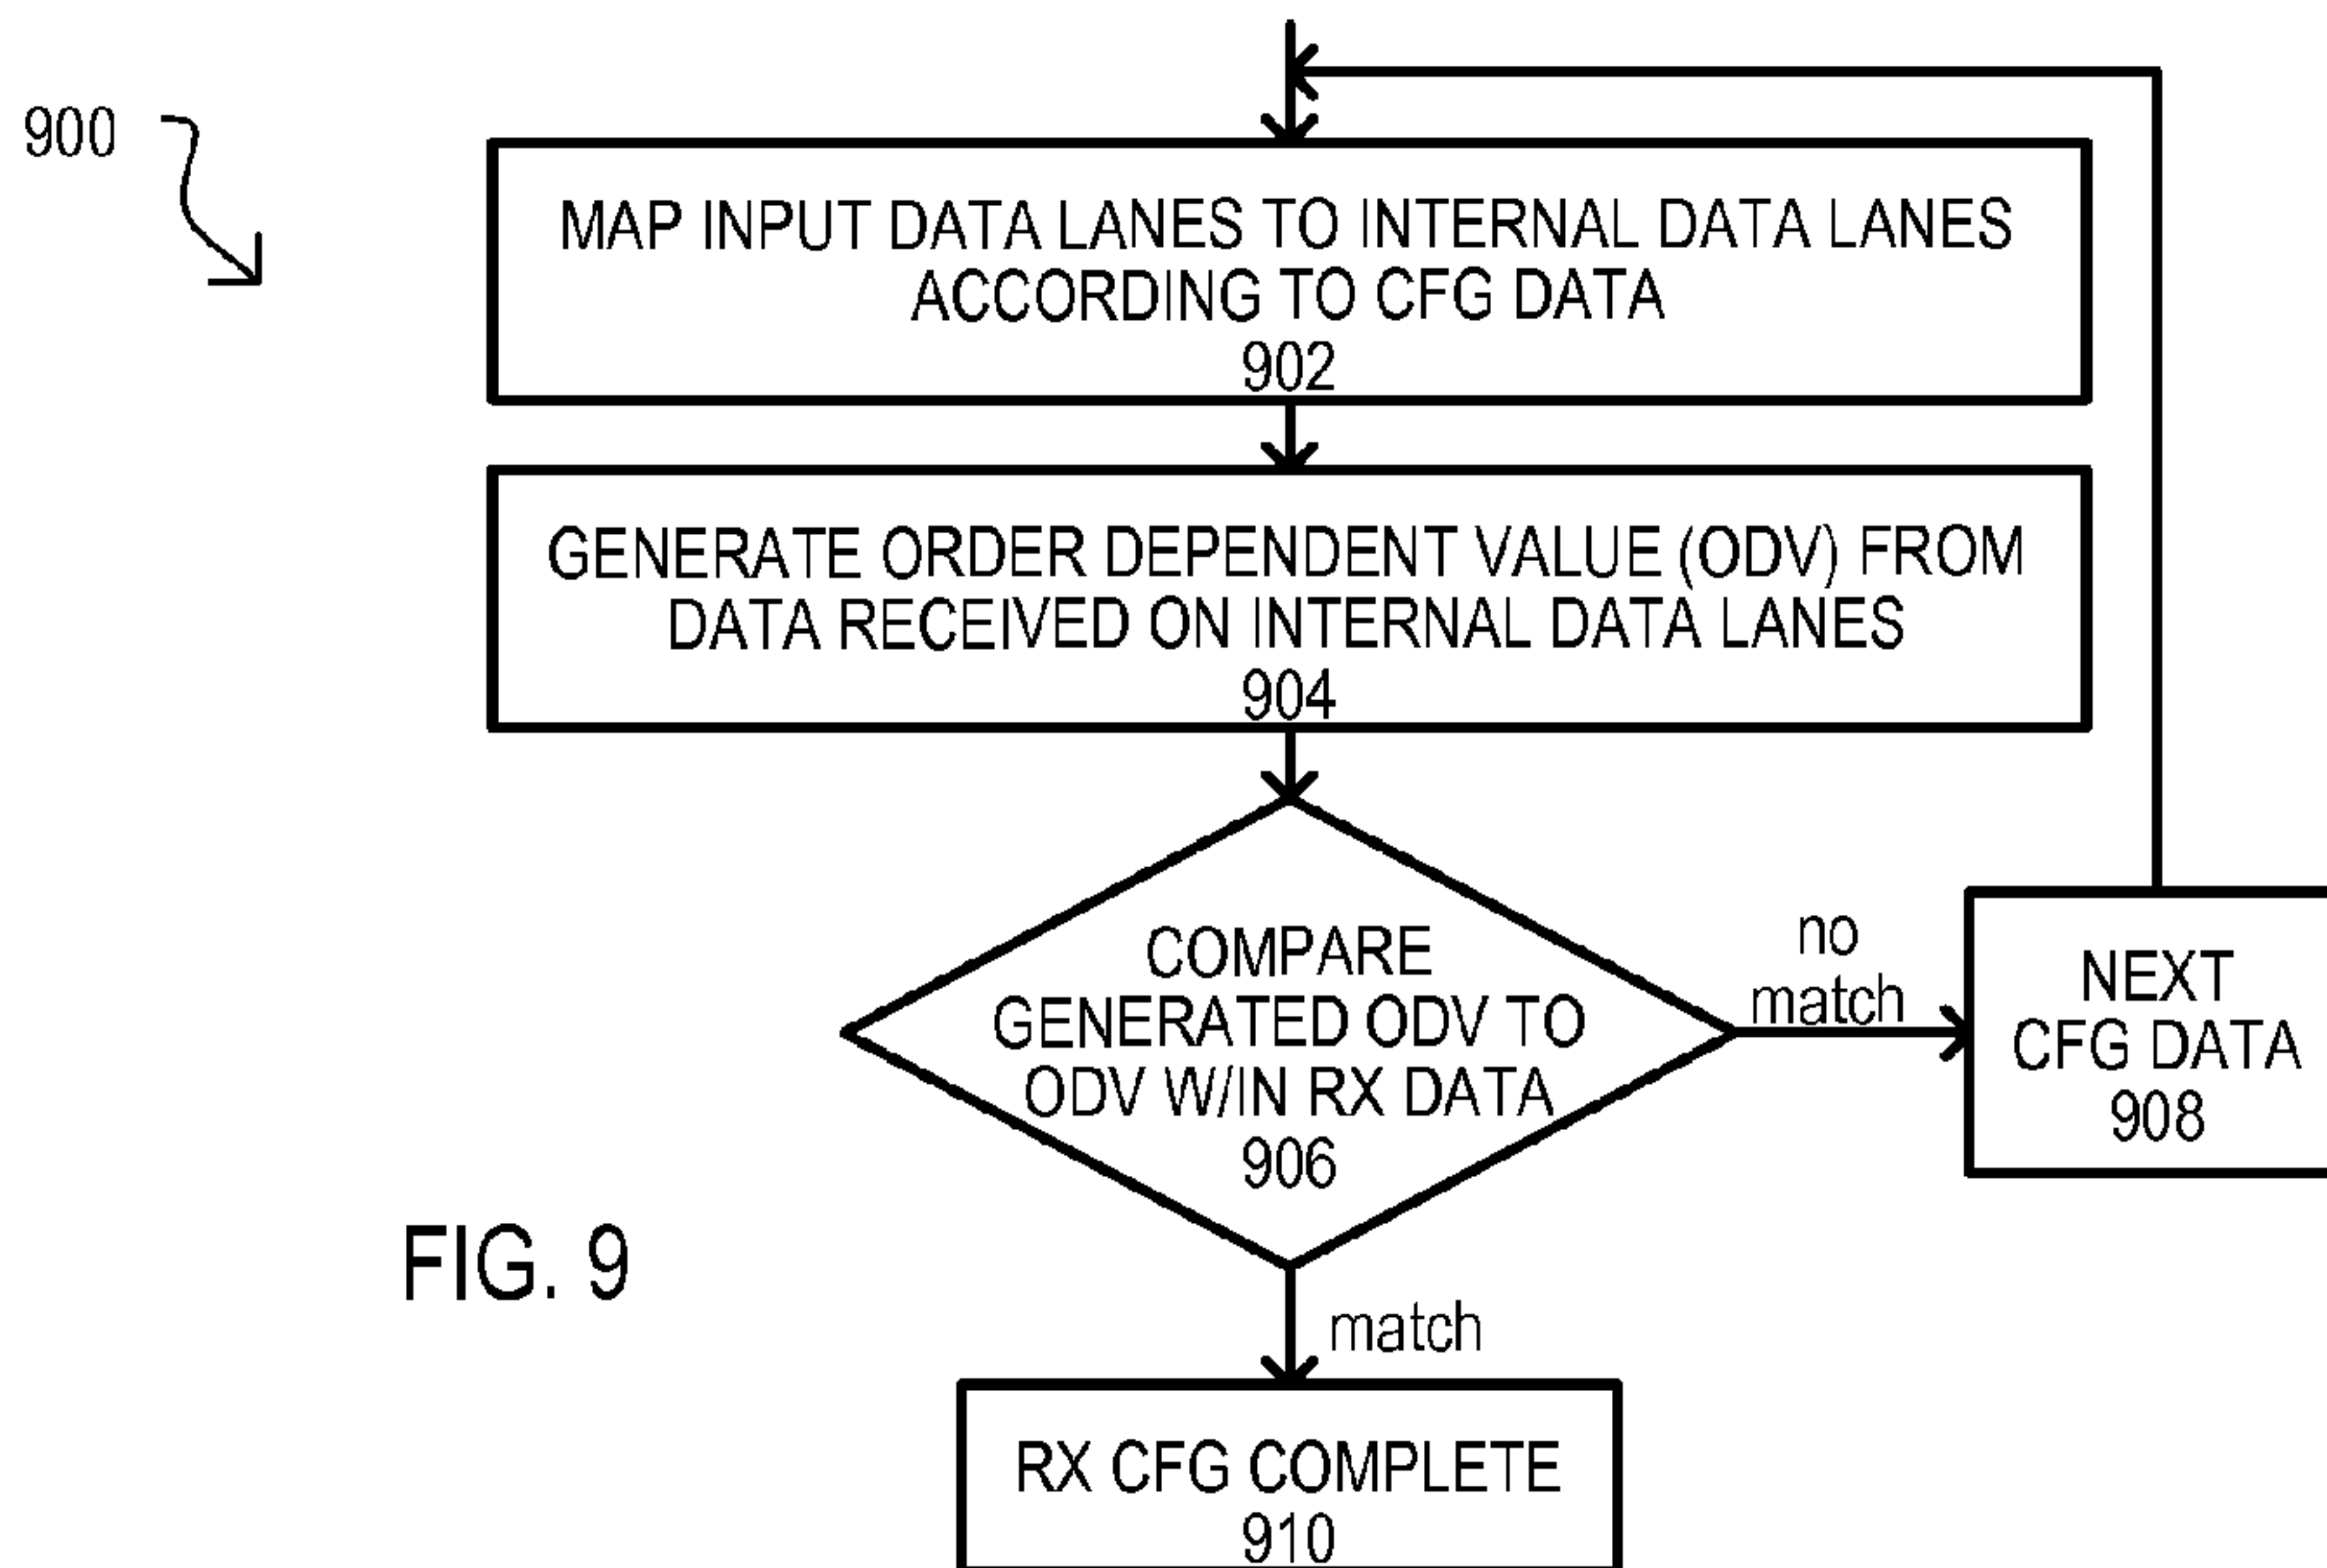 900
MAP INPUT DATA LANES TO INTERNAL DATA LANES
ACCORDING TO CFG DATA
902
GENERATE ORDER DEPENDENT VALUE (ODV) FROM
DATA RECEIVED ON INTERNAL DATA LANES
904
COMPARE
GENERATED ODV TO
ODV W/IN RX DATA
906
no
match
NEXT
CFG DATA
908
match
RX CFG COMPLETE
910
FIG. 9